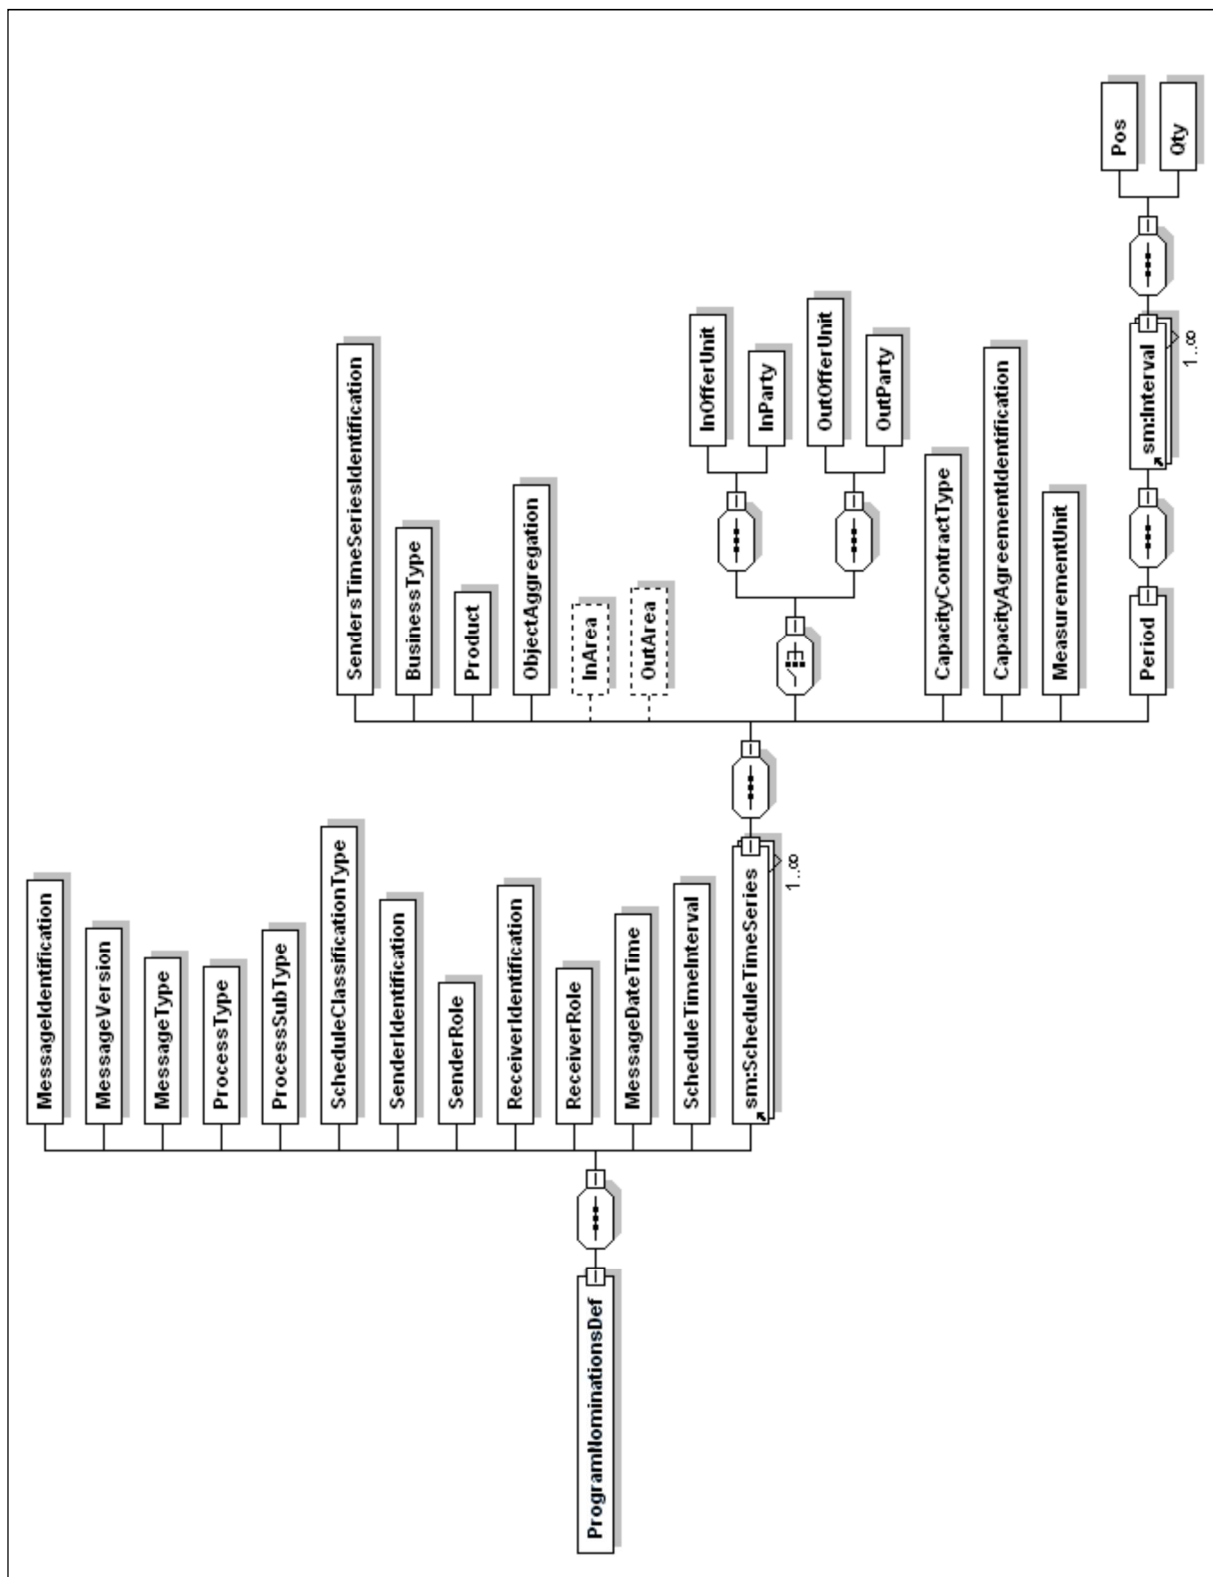 ProgramNominationsDef
MessageIdentification
MessageVersion
MessageType
ProcessType
ProcessSubType
ScheduleClassificationType
SenderIdentification
SenderRole
ReceiverIdentification
ReceiverRole
MessageDateTime
ScheduleTimeInterval
sm:ScheduleTimeSeries
1..∞
SendersTimeSeriesIdentification
BusinessType
Product
ObjectAggregation
InArea
OutArea
InOfferUnit
InParty
OutOfferUnit
OutParty
CapacityContractType
CapacityAgreementIdentification
MeasurementUnit
Period
sm:Interval
1..∞
Pos
Qty